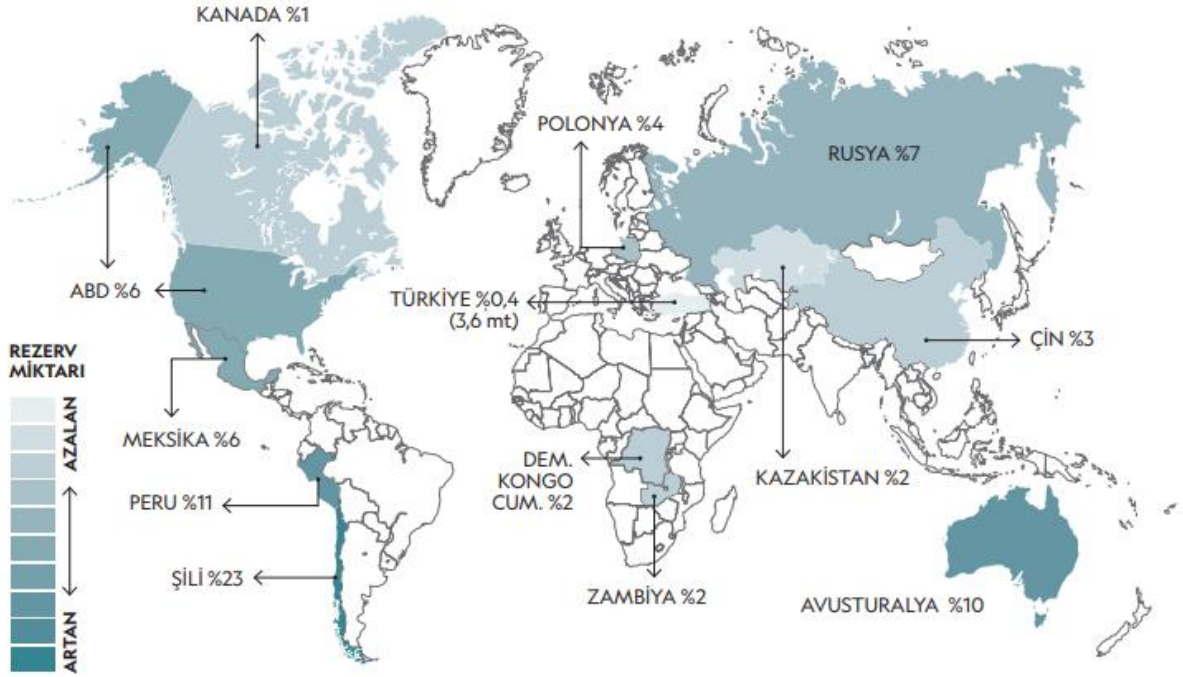 KANADA %1
POLONYA %4
RUSYA %7
ABD %6
TÜRKİYE %0,4
(3,6 mt)
ÇİN %3
REZERV
MİKTARI
AZALAN
ARTAN
MEKSİKA %6
DEM.
KONGO
CUM. %2
KAZAKİSTAN %2
PERU %11
ŞİLİ %23
ZAMBİYA %2
AVUSTURALYA %10